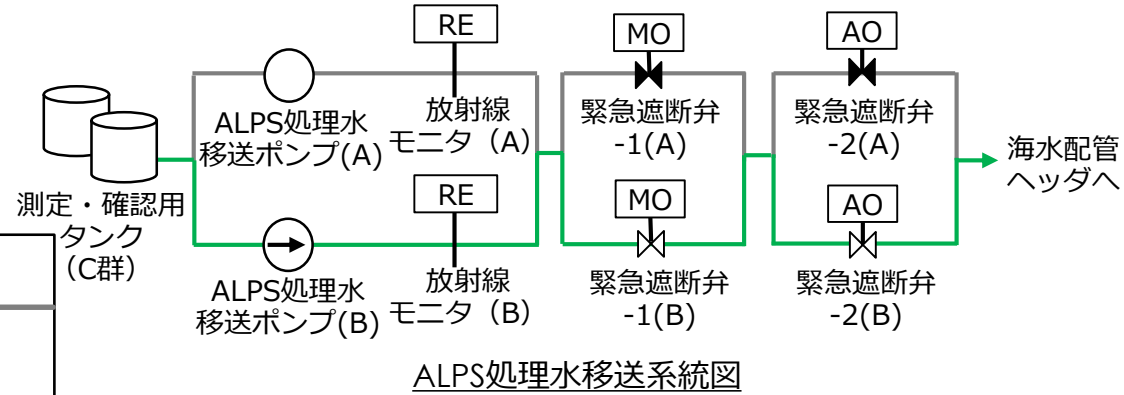 RE
MO
AO
ALPS処理水
移送ポンプ(A)
放射線
モニタ（A）
緊急遮断弁
-1(A)
緊急遮断弁
-2(A)
測定・確認用
タンク
（C群）
海水配管
ヘッダへ
RE
MO
AO
ALPS処理水
移送ポンプ(B)
放射線
モニタ（B）
緊急遮断弁
-1(B)
緊急遮断弁
-2(B)
ALPS処理水移送系統図